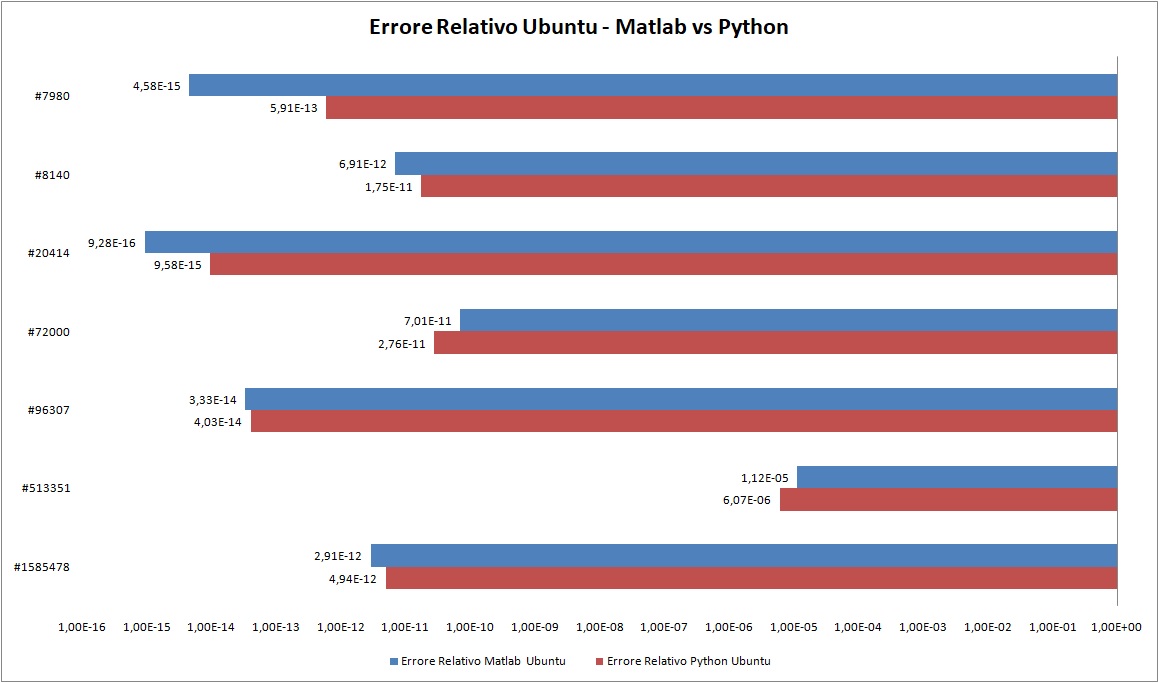 Errore Relativo Ubuntu - Matlab vs Python
#7980
4,58E-15
5,91E-13
#8140
6,91E-12
1,75E-11
#20414
9,28E-16
9,58E-15
#72000
7,01E-11
2,76E-11
#96307
3,33E-14
4,03E-14
#513351
1,12E-05
6,07E-06
#1585478
2,91E-12
4,94E-12
1,00E-16 1,00E-15 1,00E-14 1,00E-13 1,00E-12 1,00E-11 1,00E-10 1,00E-09 1,00E-08 1,00E-07 1,00E-06 1,00E-05 1,00E-04 1,00E-03 1,00E-02 1,00E-01 1,00E+00
Errore Relativo Matlab Ubuntu Errore Relativo Python Ubuntu